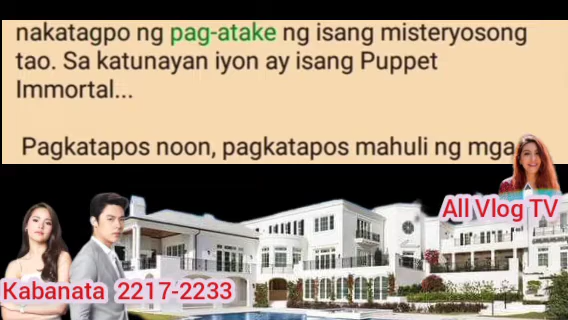 nakatagpo ng pag-atake ng isang misteryosong
tao. Sa katunayan iyon ay isang Puppet
Immortal...
Pagkatapos noon, pagkatapos mahuli ng mga
All Vlog TV
Kabanata 2217-2233